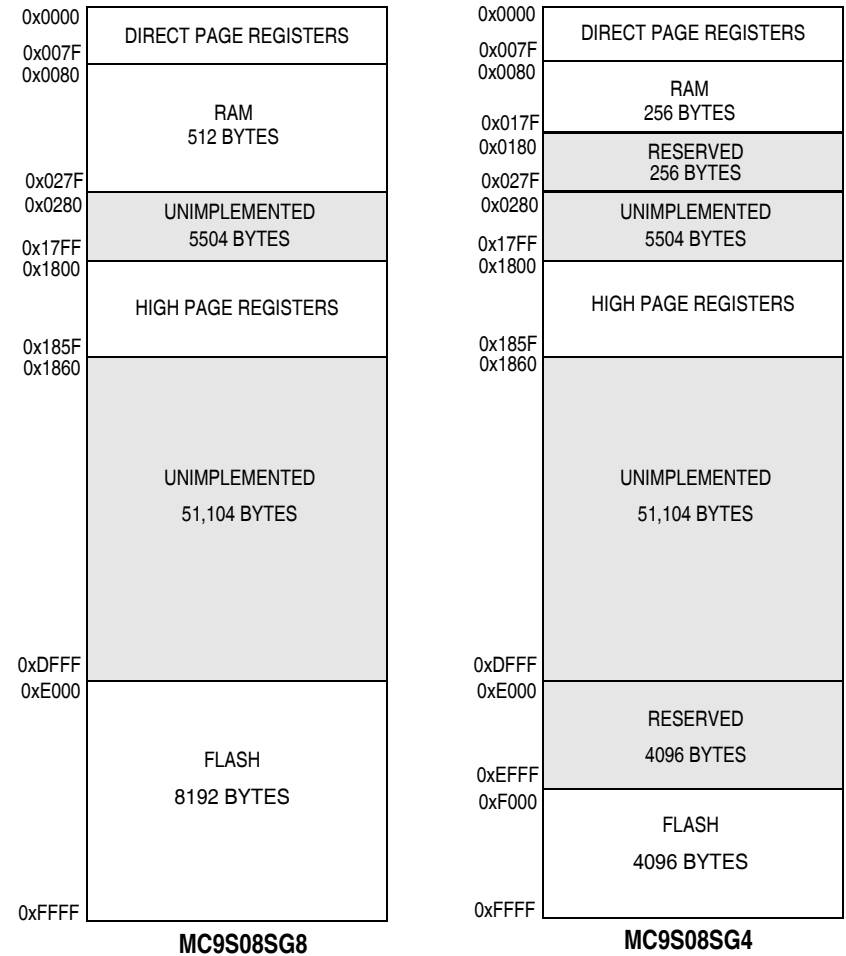 0x0000
DIRECT PAGE REGISTERS
0x007F
0x0080
RAM
512 BYTES
0x027F
0x0280
UNIMPLEMENTED
5504 BYTES
0x17FF
0x1800
HIGH PAGE REGISTERS
0x185F
0x1860
UNIMPLEMENTED
51,104 BYTES
0xDFFF
0xE000
FLASH
8192 BYTES
0xFFFF
MC9S08SG8
0x0000
DIRECT PAGE REGISTERS
0x007F
0x0080
RAM
256 BYTES
0x017F
0x0180
RESERVED
256 BYTES
0x027F
0x0280
UNIMPLEMENTED
5504 BYTES
0x17FF
0x1800
HIGH PAGE REGISTERS
0x185F
0x1860
UNIMPLEMENTED
51,104 BYTES
0xDFFF
0xE000
RESERVED
4096 BYTES
0xEFFF
0xF000
FLASH
4096 BYTES
0xFFFF
MC9S08SG4